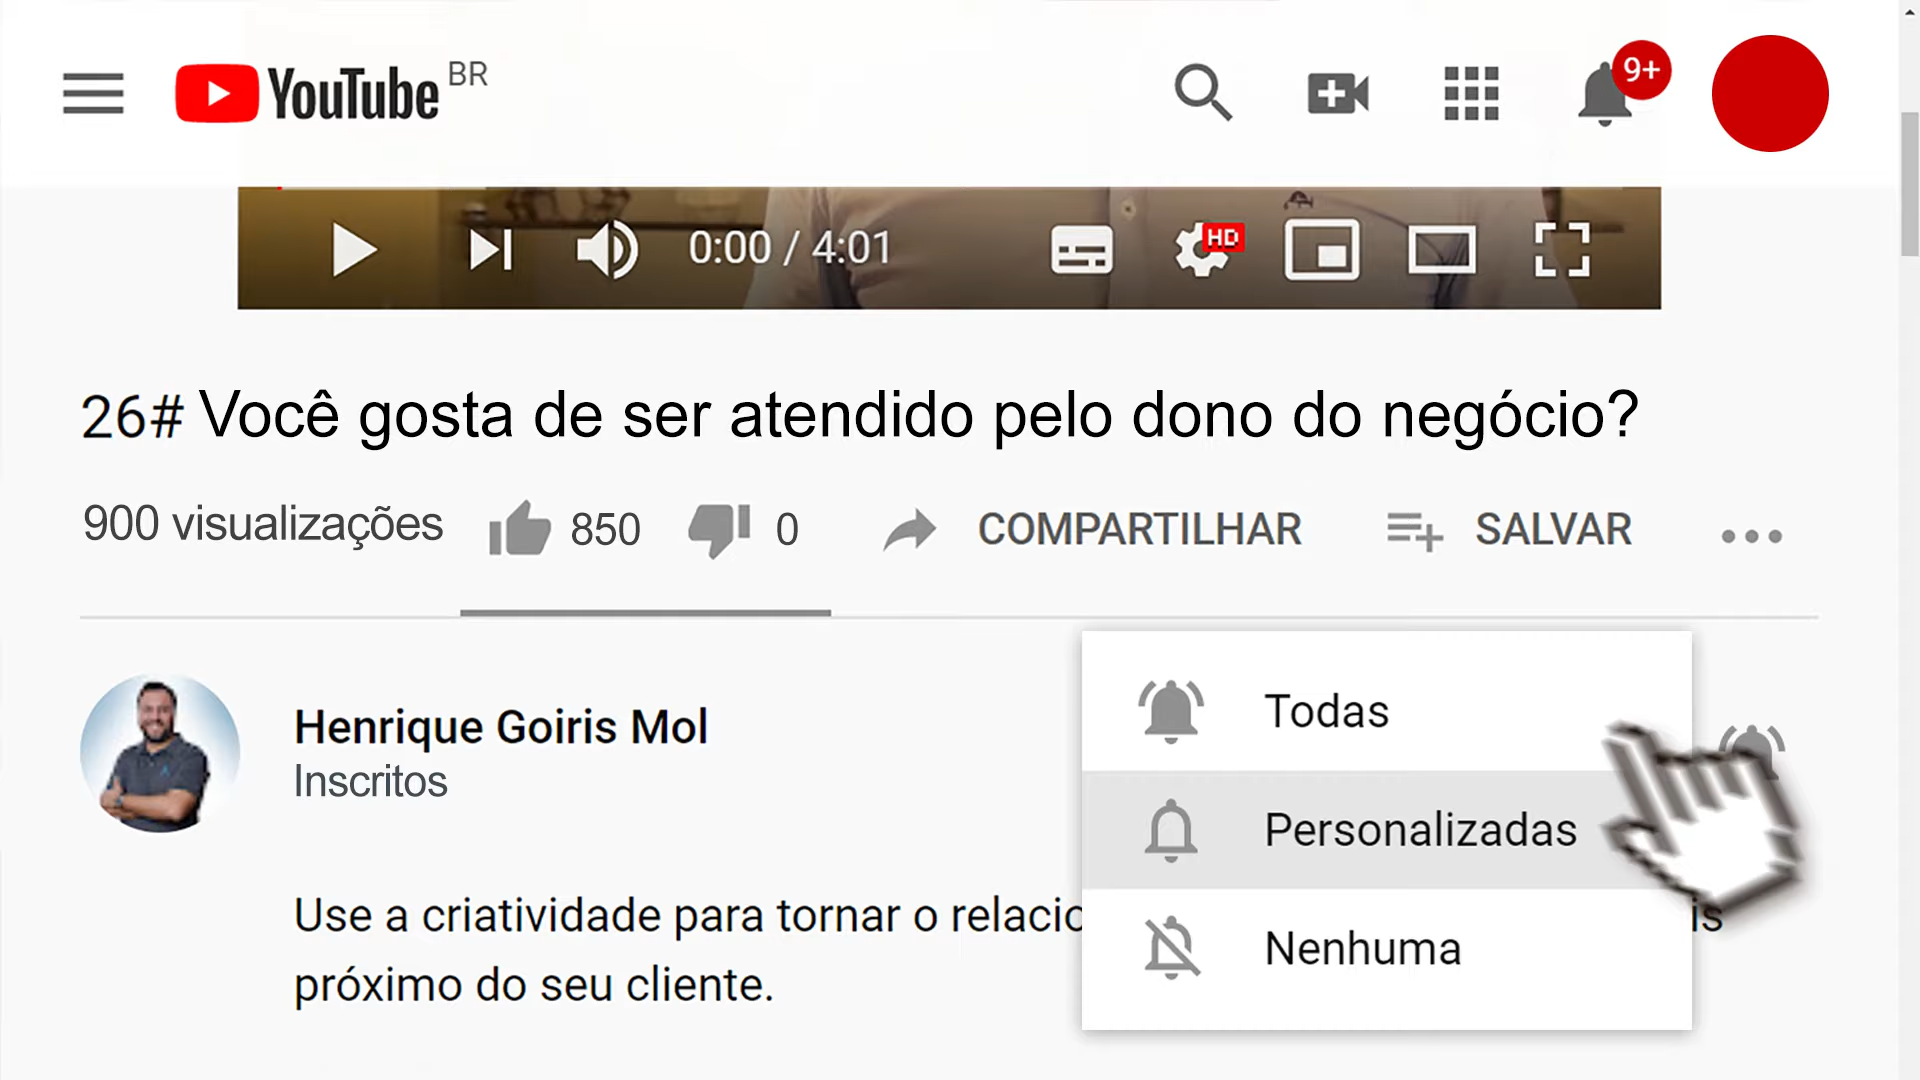 YouTube BR
9+
0:00 / 4:01
HD
26# Você gosta de ser atendido pelo dono do negócio?
900 visualizações 850 0 COMPARTILHAR SALVAR
Todas
Henrique Goiris Mol
Inscritos
Personalizadas
Use a criatividade para tornar o
Nenhuma
próximo do seu cliente.